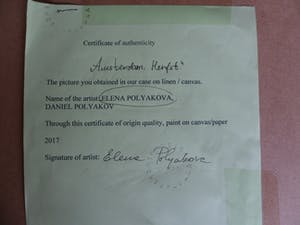 Certificate of authenticity
Amsterdam Herfst
The picture you obtained in our case on linen / canvas.
Name of the artist: ELENA POLYAKOVA,
DANIEL POLYAKOV
Through this certificate of origin quality, paint on canvas/paper
2017
Signature of artist: Elena Polyakova